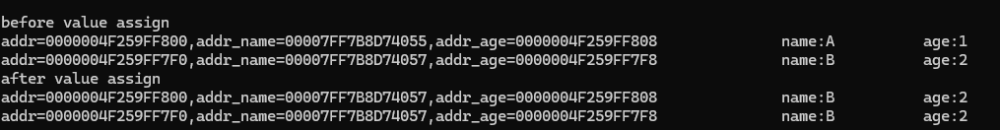 before value assign
addr=0000004F259FF800,addr_name=00007FF7B8D74055,addr_age=0000004F259FF808 name:A age:1
addr=0000004F259FF7F0,addr_name=00007FF7B8D74057,addr_age=0000004F259FF7F8 name:B age:2
after value assign
addr=0000004F259FF800,addr_name=00007FF7B8D74057,addr_age=0000004F259FF808 name:B age:2
addr=0000004F259FF7F0,addr_name=00007FF7B8D74057,addr_age=0000004F259FF7F8 name:B age:2